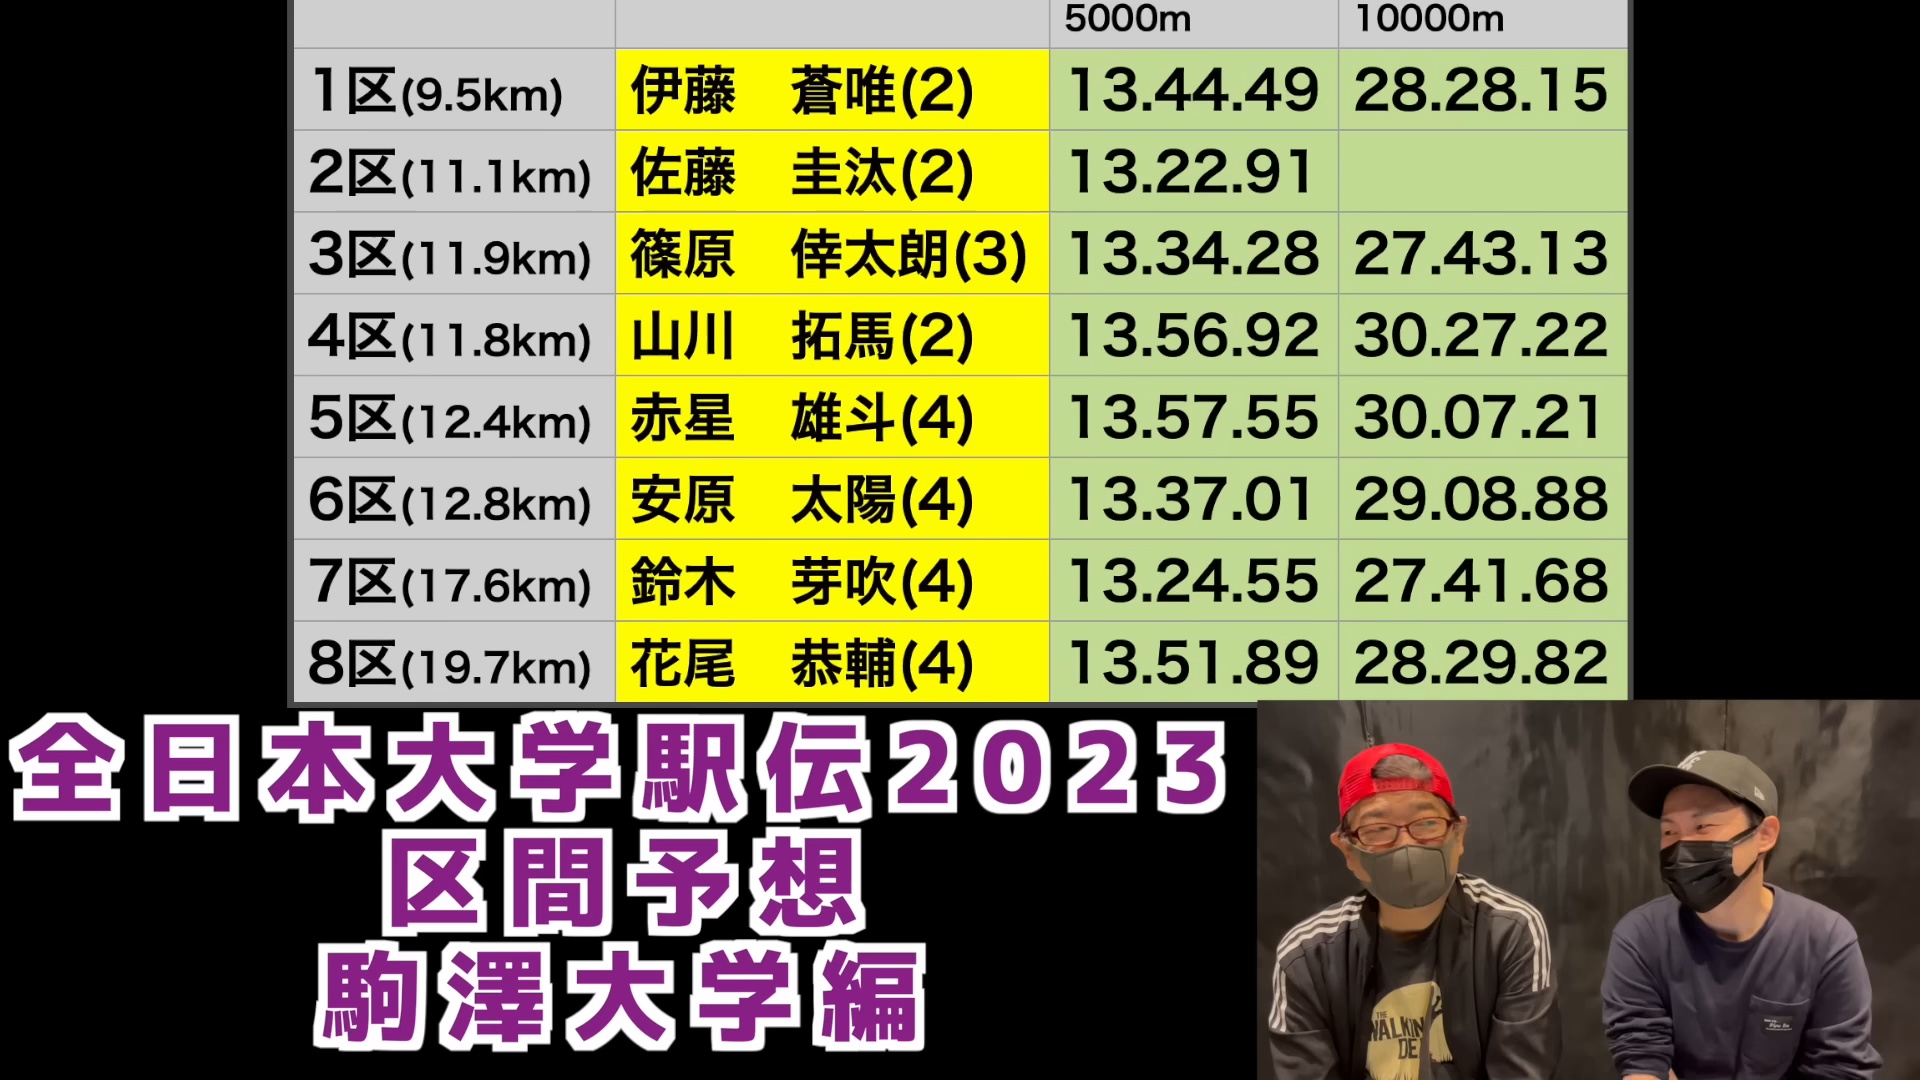 5000m 10000m
1区(9.5km) 伊藤 蒼唯(2) 13.44.49 28.28.15
2区(11.1km) 佐藤 圭汰(2) 13.22.91
3区(11.9km) 篠原 倖太朗(3) 13.34.28 27.43.13
4区(11.8km) 山川 拓馬(2) 13.56.92 30.27.22
5区(12.4km) 赤星 雄斗(4) 13.57.55 30.07.21
6区(12.8km) 安原 太陽(4) 13.37.01 29.08.88
7区(17.6km) 鈴木 芽吹(4) 13.24.55 27.41.68
8区(19.7km) 花尾 恭輔(4) 13.51.89 28.29.82
全日本大学駅伝2023
区間予想
駒澤大学編
THE
WALKIN
DE